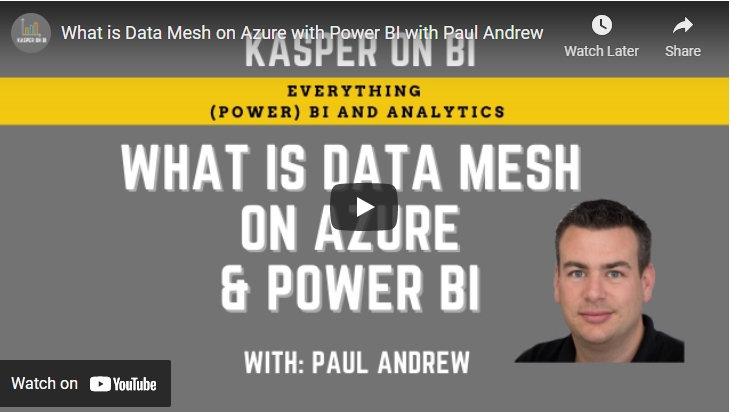 KASPER ON BI
What is Data Mesh on Azure with Power BI with Paul Andrew
Watch Later
Share
KASPER ON BI
EVERYTHING
(POWER) BI AND ANALYTICS
WHAT IS DATA MESH
ON AZURE
& POWER BI
WITH: PAUL ANDREW
Watch on YouTube